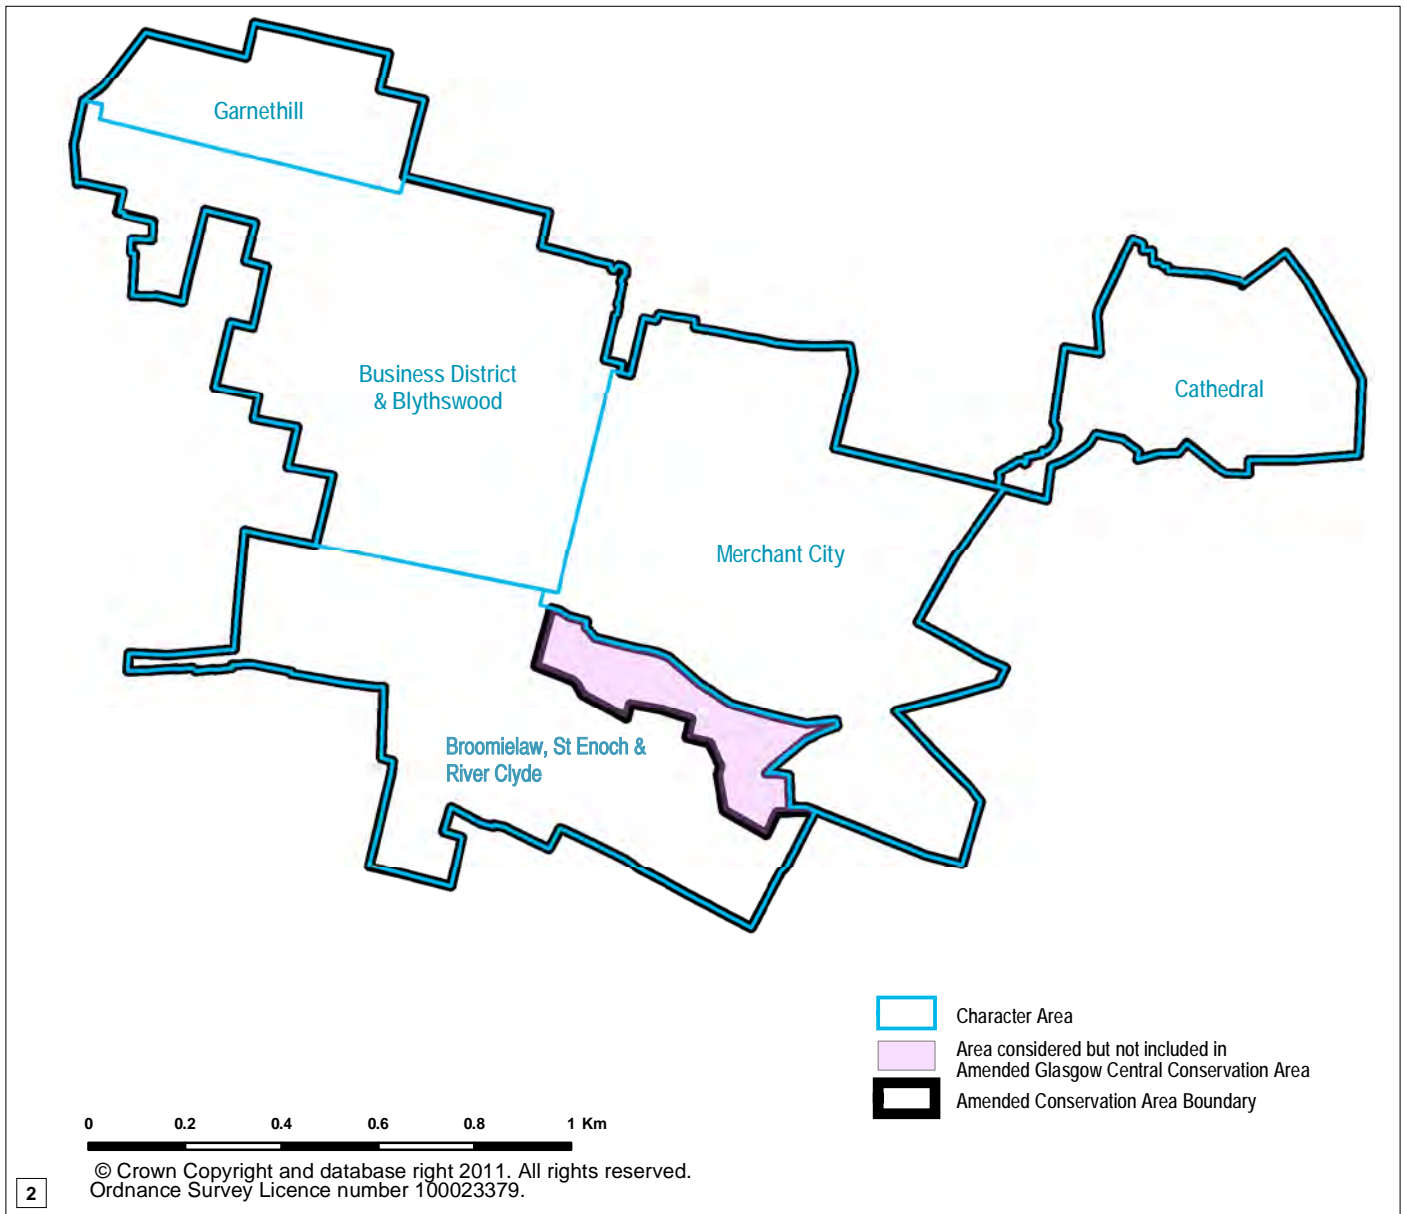 Garnethill
Business District
& Blythswood
Cathedral
Merchant City
Broomielaw, St Enoch &
River Clyde
Character Area
Area considered but not included in
Amended Glasgow Central Conservation Area
Amended Conservation Area Boundary
0 0.2 0.4 0.6 0.8 1 Km
© Crown Copyright and database right 2011. All rights reserved.
Ordnance Survey Licence number 100023379.
2